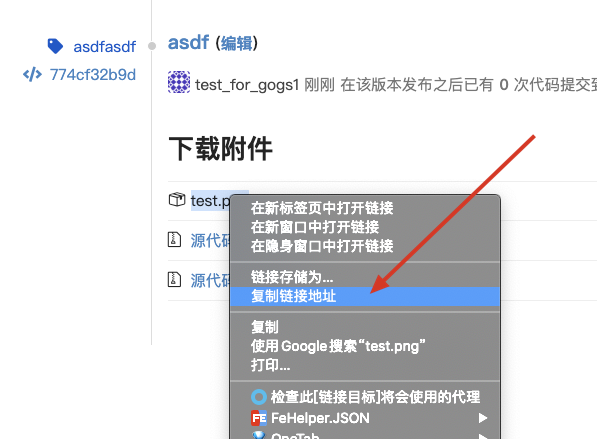 asdfasdf
asdf (编辑)
774cf32b9d
test_for_gogs1 刚刚 在该版本发布之后已有 0 次代码提交到
下载附件
test.p
源代码
源代码
在新标签页中打开链接
在新窗口中打开链接
在隐身窗口中打开链接
链接存储为...
复制链接地址
复制
使用 Google 搜索“test.png”
打印...
检查此[链接目标]将会使用的代理
FE FeHelper.JSON
OneTab